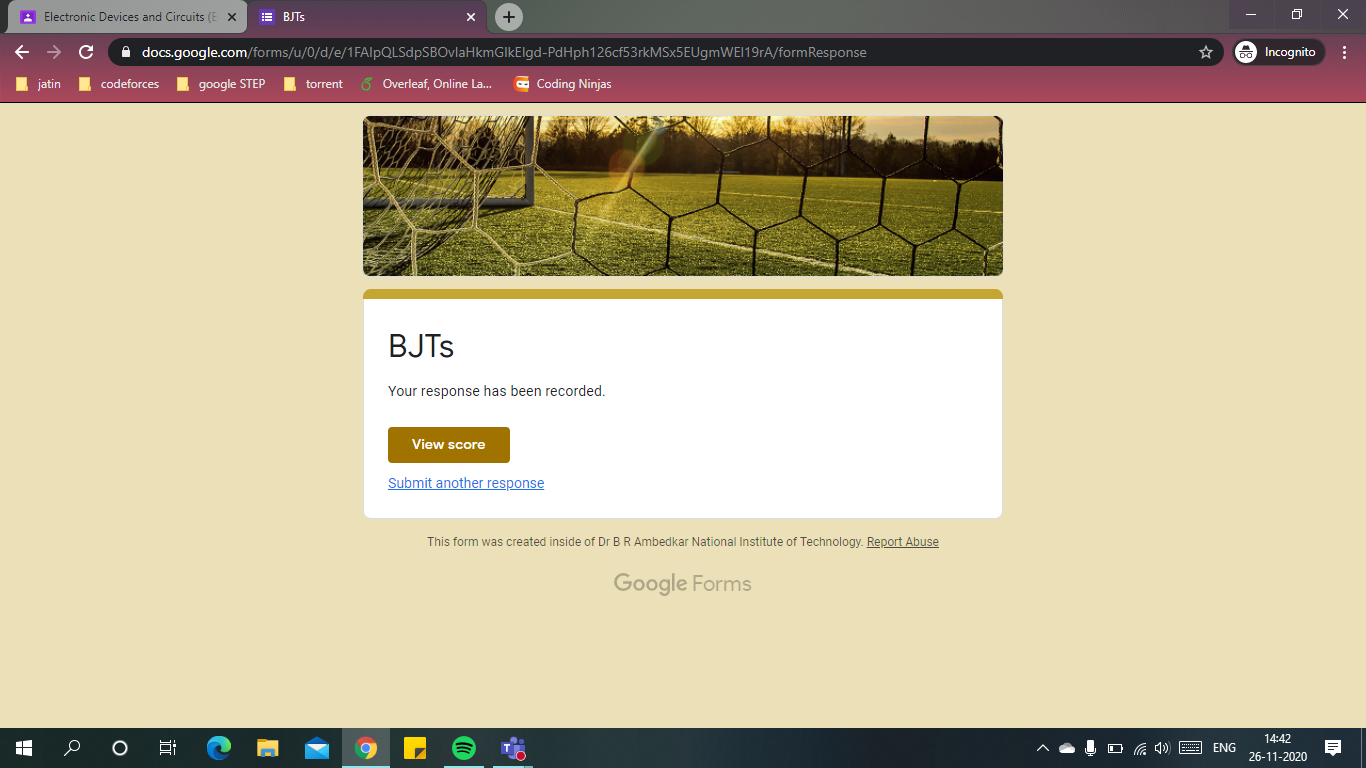 Electronic Devices and Circuits (E
BJTs
docs.google.com/forms/u/0/d/e/1FAIpQLSdpSBOvlaHkmGlkElgd-PdHph126cf53rkMSx5EUgmWEl19rA/formResponse
Incognito
jatin
codeforces
google STEP
torrent
Overleaf, Online La...
Coding Ninjas
BJTs
Your response has been recorded.
View score
Submit another response
This form was created inside of Dr B R Ambedkar National Institute of Technology. Report Abuse
Google Forms
ENG
14:42
26-11-2020